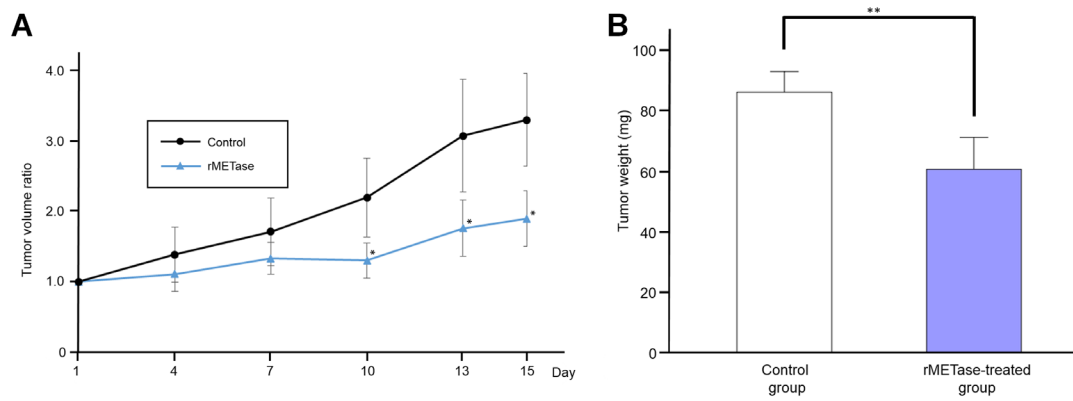 A
Tumor volume ratio
4.0
3.0
2.0
1.0
0
Control
rMETase
*
*
*
1
4
7
10
13
15
Day
B
**
Tumor weight (mg)
100
80
60
40
20
0
Control
group
rMETase-treated
group